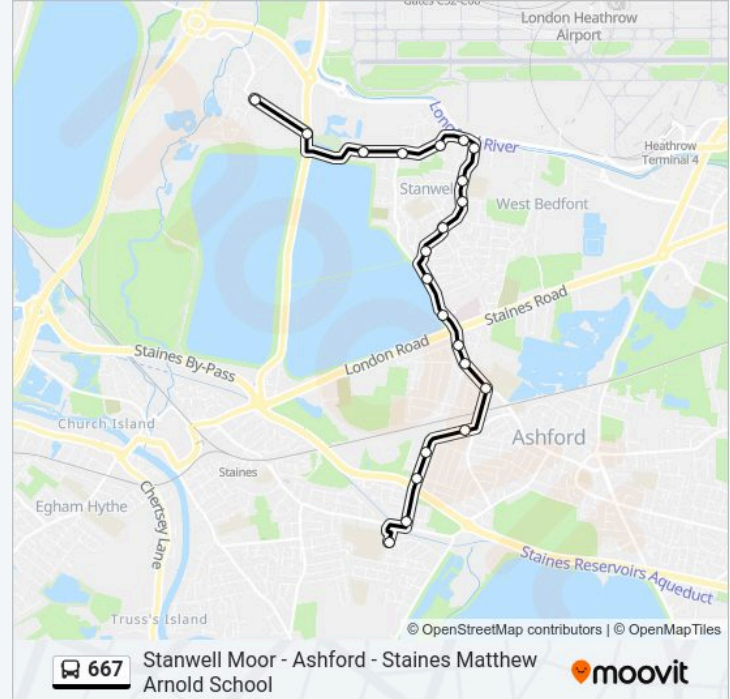 London Heathrow
Airport
River
Heathrow
Terminal 4
Stanwel
West Bedfont
Staines Road
London Road
Staines By-Pass
Church Island
Ashford
Staines
Egham Hythe
Chertsey Lane
Staines Reservoirs Aqueduct
Truss's Island
© OpenStreetMap contributors | © OpenMapTiles
667
Stanwell Moor - Ashford - Staines Matthew
Arnold School
moovit